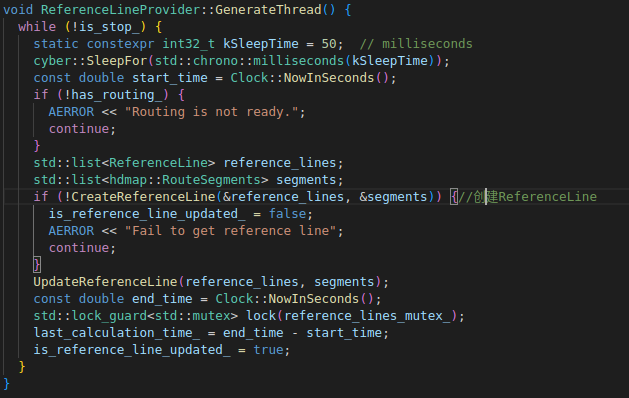 void ReferenceLineProvider::GenerateThread() {
  while (!is_stop_) {
    static constexpr int32_t kSleepTime = 50;  // milliseconds
    cyber::SleepFor(std::chrono::milliseconds(kSleepTime));
    const double start_time = Clock::NowInSeconds();
    if (!has_routing_) {
      AERROR << "Routing is not ready.";
      continue;
    }
    std::list<ReferenceLine> reference_lines;
    std::list<hdmap::RouteSegments> segments;
    if (!CreateReferenceLine(&reference_lines, &segments)) {//创建ReferenceLine
      is_reference_line_updated_ = false;
      AERROR << "Fail to get reference line";
      continue;
    }
    UpdateReferenceLine(reference_lines, segments);
    const double end_time = Clock::NowInSeconds();
    std::lock_guard<std::mutex> lock(reference_lines_mutex_);
    last_calculation_time_ = end_time - start_time;
    is_reference_line_updated_ = true;
  }
}